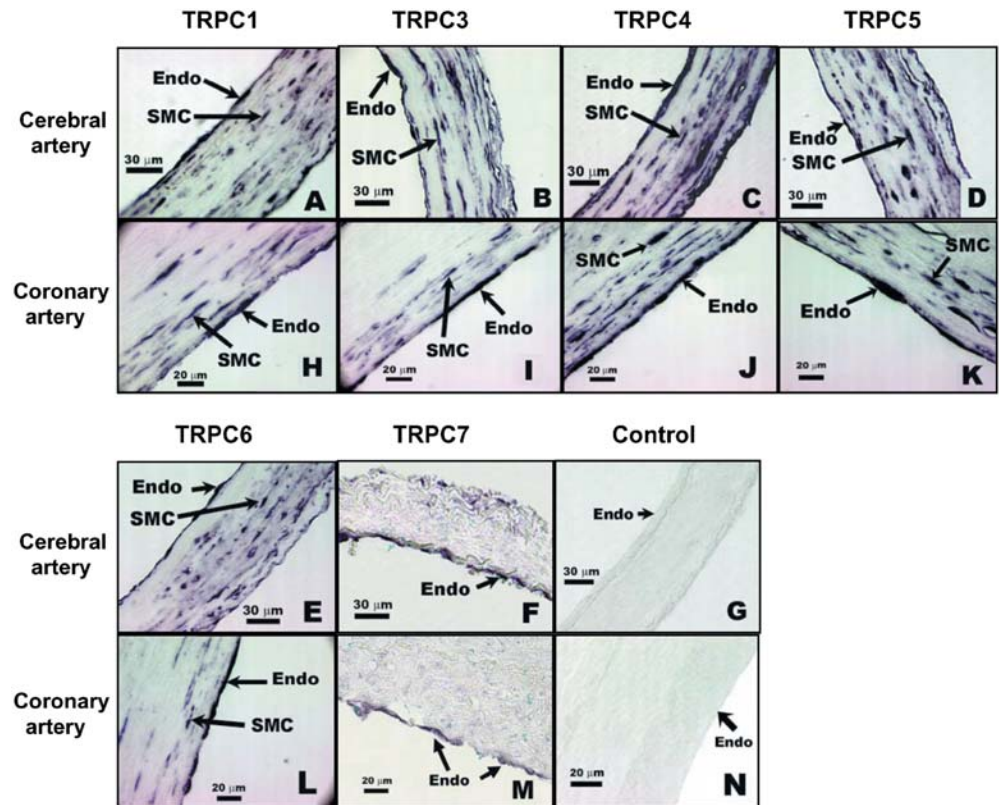 TRPC1 TRPC3 TRPC4 TRPC5
Cerebral
artery
Endo
SMC
30 μm
A
Endo
SMC
30 μm
B
Endo
SMC
30 μm
C
Endo
SMC
30 μm
D
Coronary
artery
SMC
Endo
20 μm
H
SMC
Endo
20 μm
I
SMC
Endo
20 μm
J
SMC
Endo
20 μm
K
TRPC6 TRPC7 Control
Cerebral
artery
Endo
SMC
30 μm
E
Endo
30 μm
F
Endo
30 μm
G
Coronary
artery
Endo
SMC
20 μm
L
Endo
20 μm
M
Endo
20 μm
N